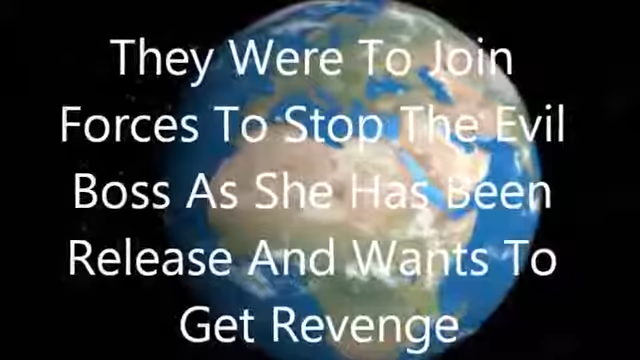 They Were To Join
Forces To Stop The Evil
Boss As She Has Been
Release And Wants To
Get Revenge